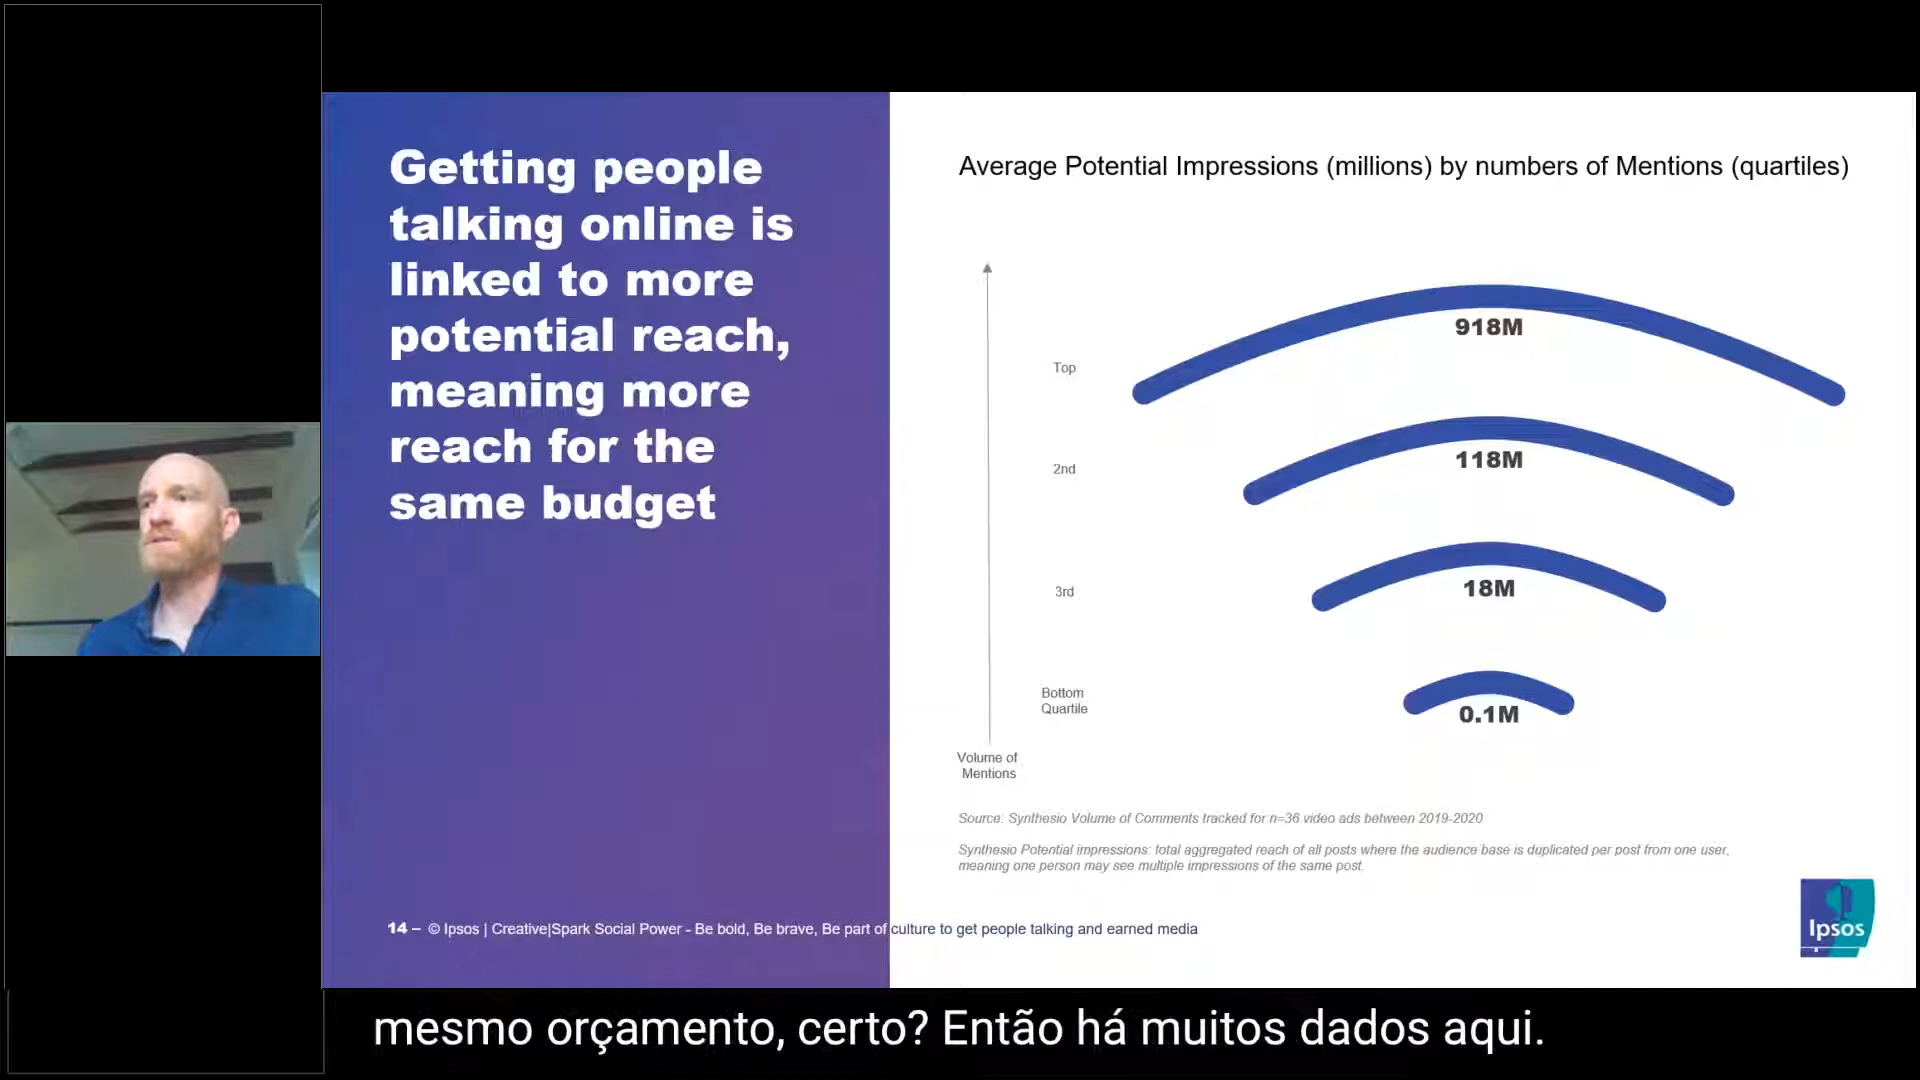 Getting people
talking online is
linked to more
potential reach,
meaning more
reach for the
same budget
Average Potential Impressions (millions) by numbers of Mentions (quartiles)
918M
Top
118M
2nd
18M
3rd
Bottom
Quartile
0.1M
Volume of
Mentions
Source: Synthesio Volume of Comments tracked for n=36 video ads between 2019-2020
Synthesio Potential impressions: total aggregated reach of all posts where the audience base is duplicated per post from one user,
meaning one person may see multiple impressions of the same post.
14 – © Ipsos | Creative|Spark Social Power - Be bold, Be brave, Be part of culture to get people talking and earned media
Ipsos
mesmo orçamento, certo? Então há muitos dados aqui.